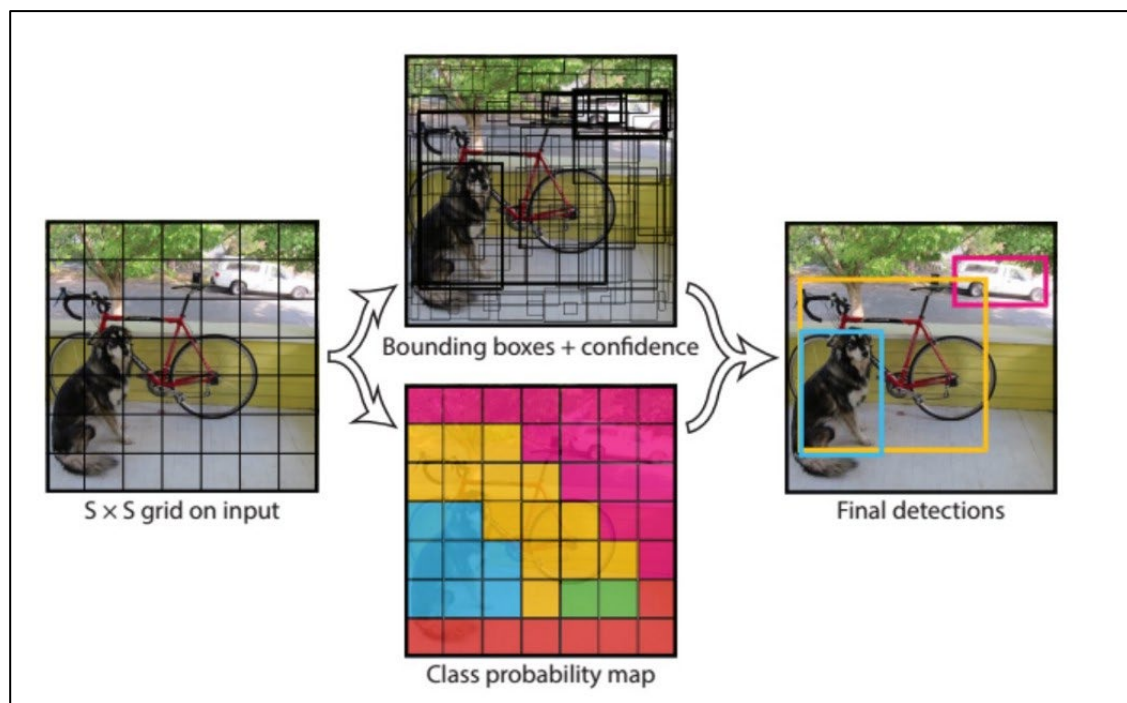 S × S grid on input
Bounding boxes + confidence
Class probability map
Final detections